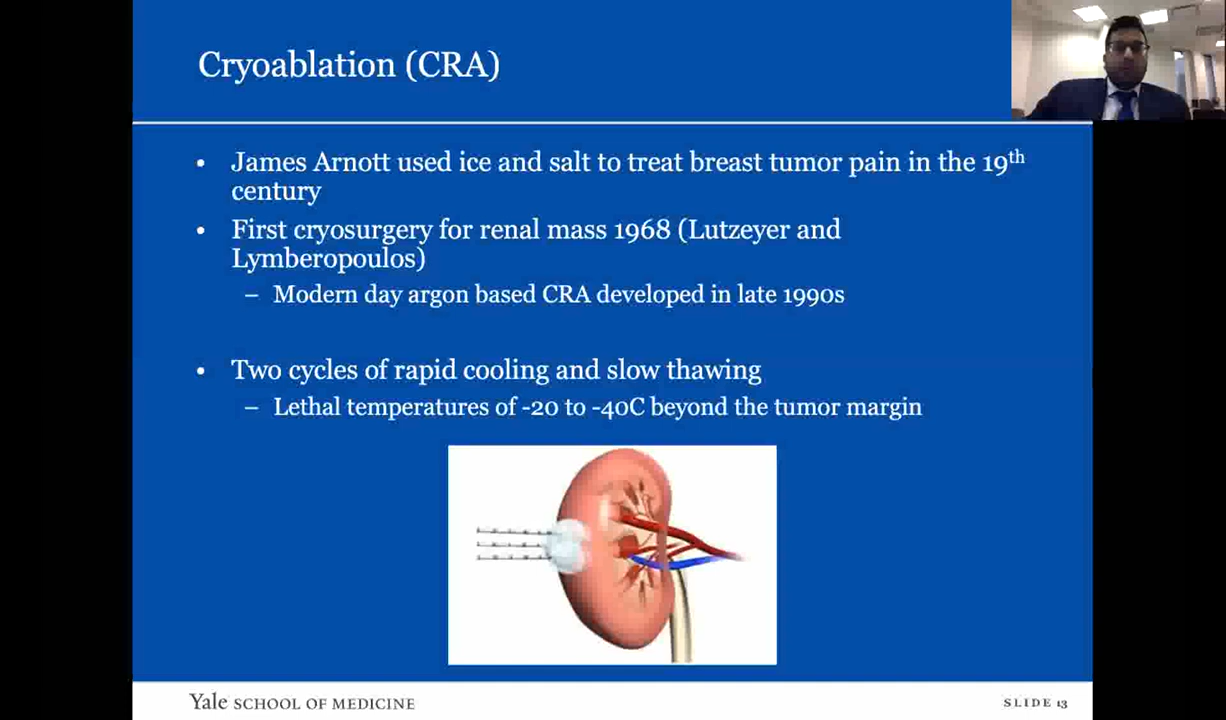 Cryoablation (CRA)
• James Arnott used ice and salt to treat breast tumor pain in the 19th
century
• First cryosurgery for renal mass 1968 (Lutzeyer and
Lymberopoulos)
– Modern day argon based CRA developed in late 1990s
• Two cycles of rapid cooling and slow thawing
– Lethal temperatures of -20 to -40C beyond the tumor margin
Yale SCHOOL OF MEDICINE
SLIDE 13